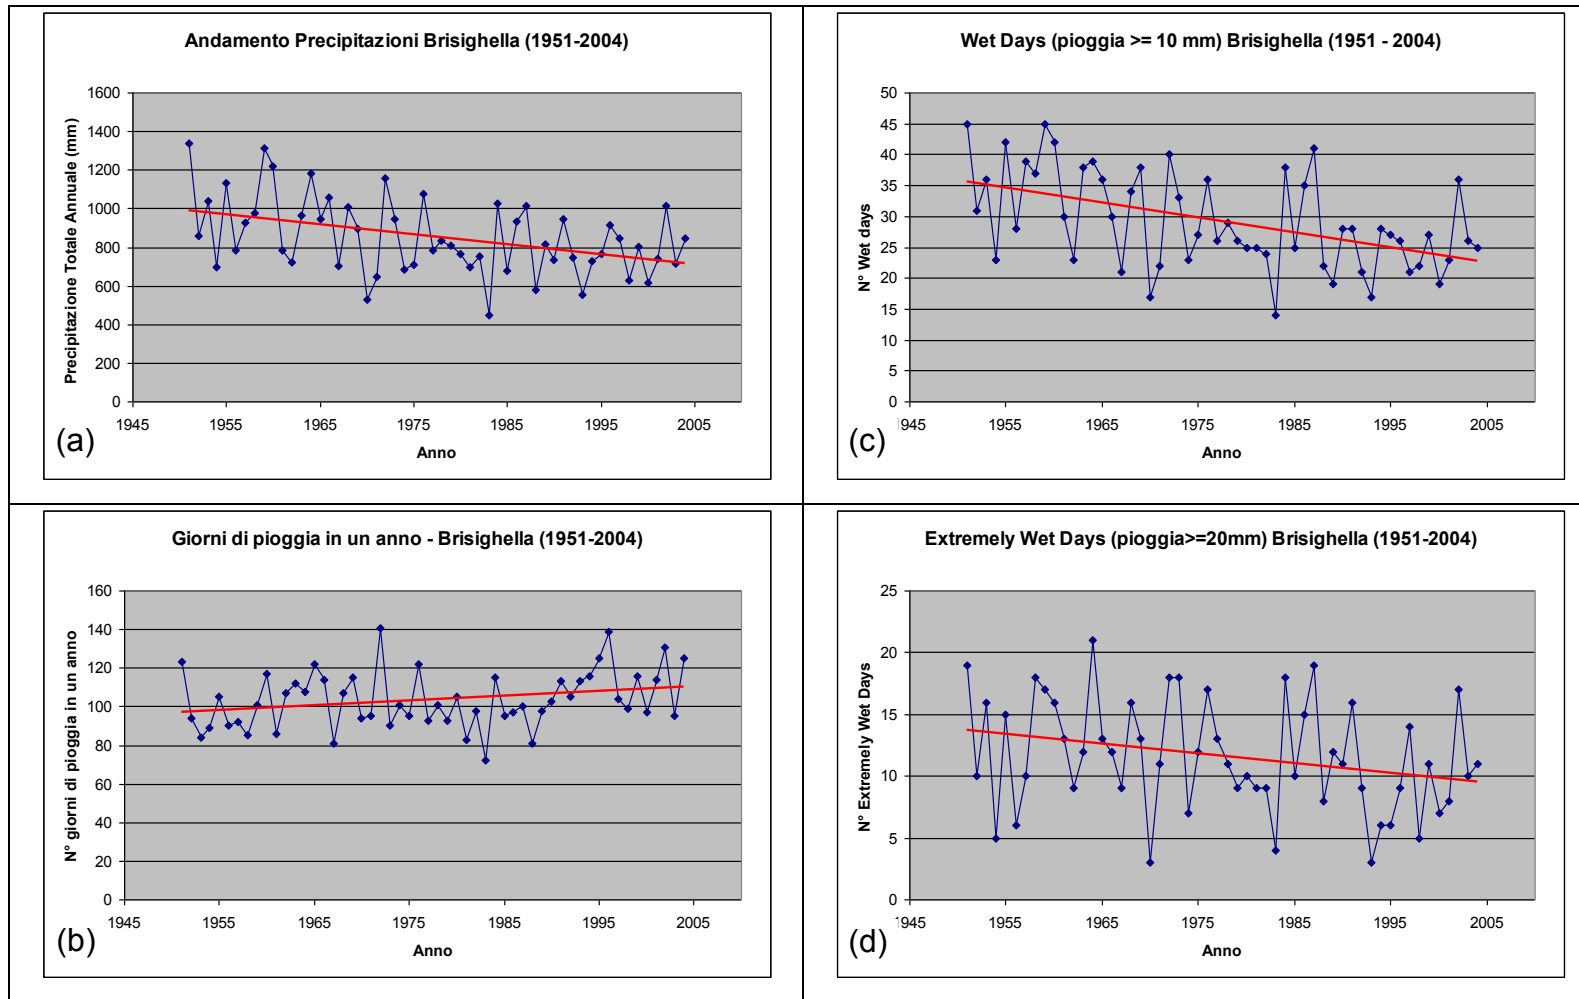 Andamento Precipitazioni Brisighella (1951-2004)
Precipitazione Totale Annuale (mm)
1600
1400
1200
1000
800
600
400
200
0
1945 1955 1965 1975 1985 1995 2005
Anno
(a)
Wet Days (pioggia >= 10 mm) Brisighella (1951 - 2004)
N° Wet days
50
45
40
35
30
25
20
15
10
5
0
1945 1955 1965 1975 1985 1995 2005
Anno
(c)
Giorni di pioggia in un anno - Brisighella (1951-2004)
N° giorni di pioggia in un anno
160
140
120
100
80
60
40
20
0
1945 1955 1965 1975 1985 1995 2005
Anno
(b)
Extremely Wet Days (pioggia>=20mm) Brisighella (1951-2004)
N° Extremely Wet Days
25
20
15
10
5
0
1945 1955 1965 1975 1985 1995 2005
Anno
(d)